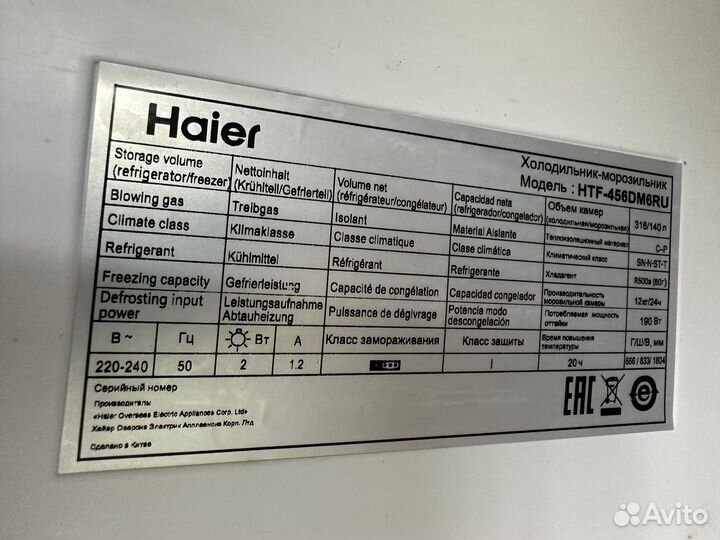 Haier
Холодильник-морозильник
Модель : HTF-456DM6RU
Storage volume (refrigerator/freezer) Nettoinhalt (Krühlteil/Gefrierteil) Volume net (réfrigérateur/congélateur) Capacidad neta (refrigerador/congelador) Объем камер (холодильная/морозильная) 316/140 л
Blowing gas Treibgas Isolant Material Aislante Теплоизоляционный материал C-P
Climate class Klimaklasse Classe climatique Clase climática Климатический класс SN-N-ST-T
Refrigerant Kühlmittel Réfrigérant Refrigerante Хладагент R600a (60г)
Freezing capacity Gefrierleistung Capacité de congélation Capacidad congelador Производительность морозильной камеры 12кг/24ч
Defrosting input power Leistungsaufnahme Abtauheizung Puissance de dégivrage Potencia modo descongelación Потребляемая мощность оттайки 190 Вт
В ~ Гц Вт А Класс замораживания Класс защиты Время повышения температуры Г/Ш/В, мм
220-240 50 2 1.2 I 20 ч 666 / 833/ 1804
Серийный номер
Производитель:
«Haier Overseas Electric Appliances Corp. Ltd»
Хайер Оверсиз Электрик Апплаенсиз Корп. Лтд
Сделано в Китае
EAC
Avito